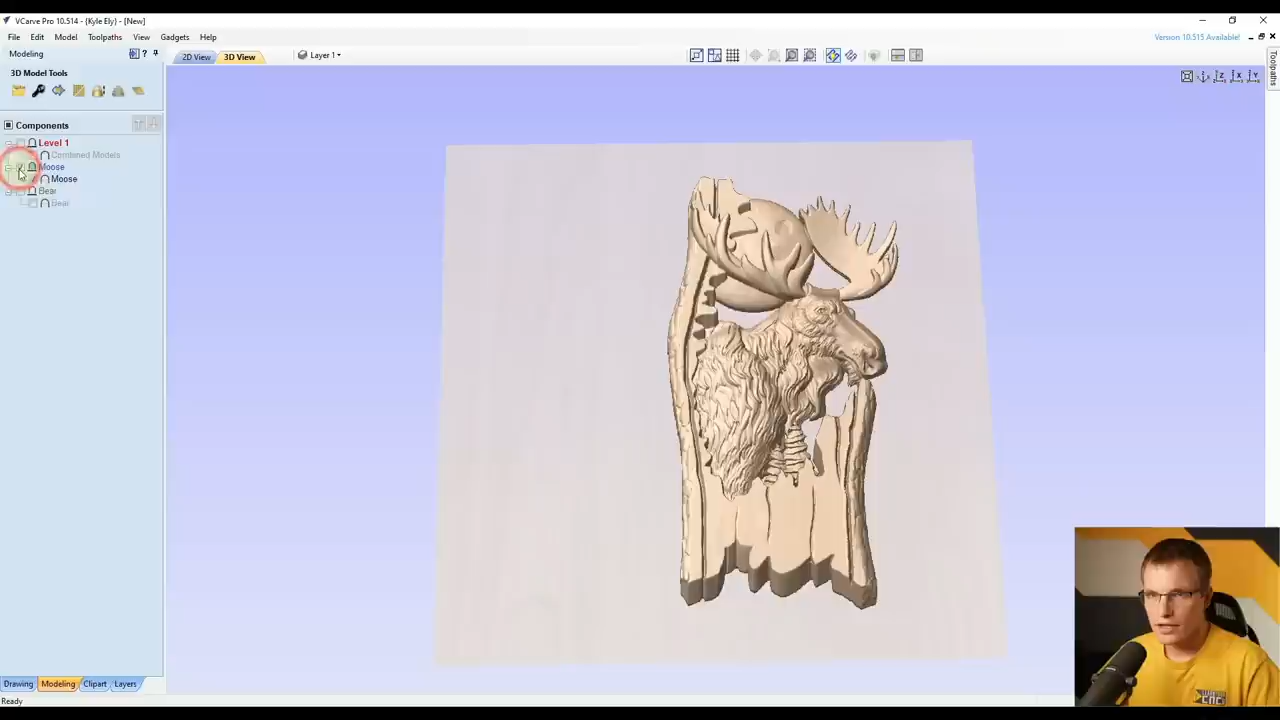 VCarve Pro 10.514 - {Kyle Ely} - [New]
File Edit Model Toolpaths View Gadgets Help
Version 10.515 Available!
Modeling
2D View 3D View Layer 1
3D Model Tools
Components
Level 1
Combined Models
Moose
Moose
Bear
Bear
Toolpaths
Drawing Modeling Clipart Layers
Ready
CNC